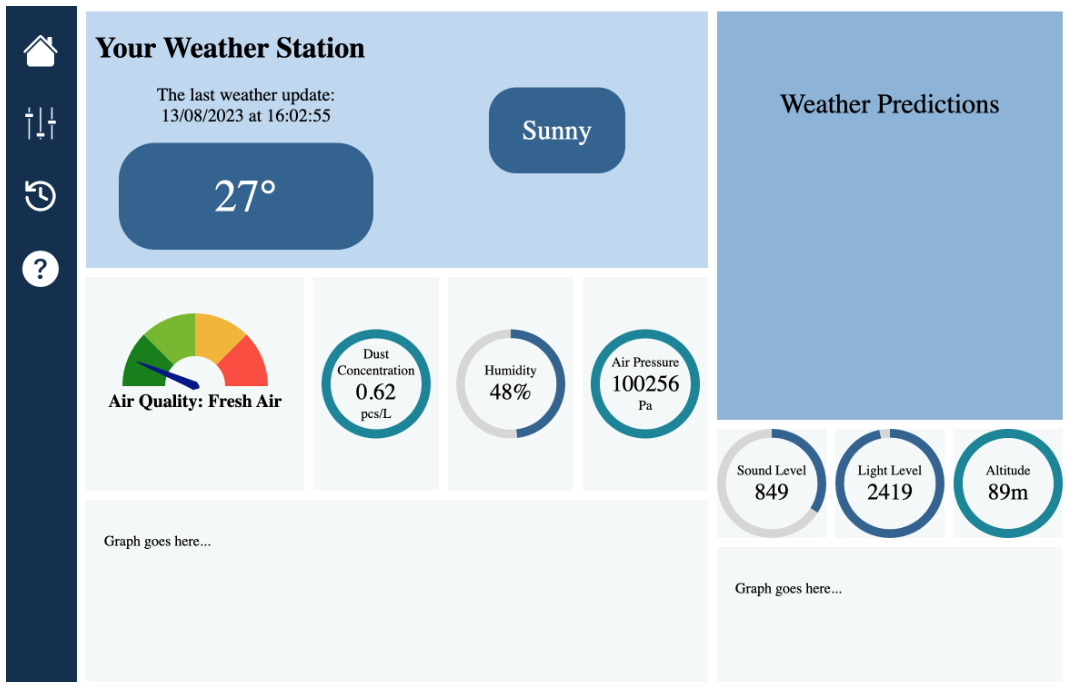 Your Weather Station
The last weather update:
13/08/2023 at 16:02:55
27°
Sunny
Weather Predictions
Air Quality: Fresh Air
Dust
Concentration
0.62
pcs/L
Humidity
48%
Air Pressure
100256
Pa
Sound Level
849
Light Level
2419
Altitude
89m
Graph goes here...
Graph goes here...
?